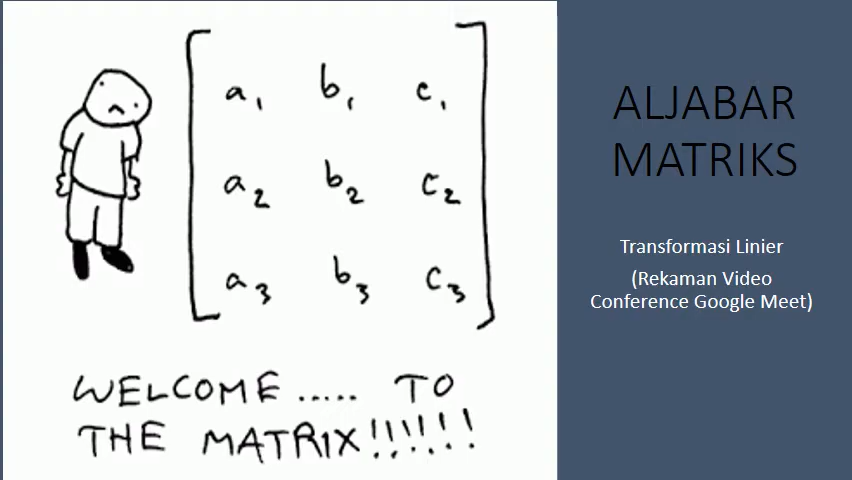 a₁ b₁ c₁
a₂ b₂ c₂
a₃ b₃ c₃
WELCOME ..... TO
THE MATRIX!!!!!!
ALJABAR
MATRIKS
Transformasi Linier
(Rekaman Video
Conference Google Meet)